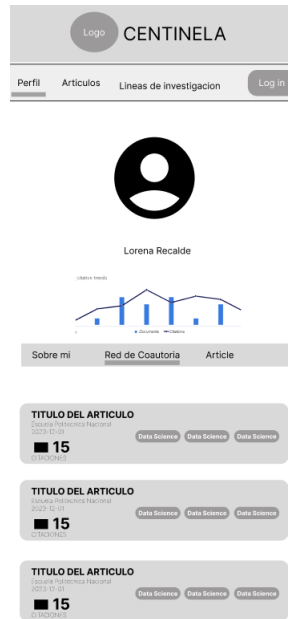 Logo
CENTINELA
Perfil
Articulos
Lineas de investigacion
Log in
Lorena Recalde
citation trends
Documents
Citations
Sobre mi
Red de Coautoria
Article
TITULO DEL ARTICULO
Escuela Politecnica Nacional
2023-12-01
Data Science Data Science Data Science
15
CITACIONES
TITULO DEL ARTICULO
Escuela Politecnica Nacional
2023-12-01
Data Science Data Science Data Science
15
CITACIONES
TITULO DEL ARTICULO
Escuela Politecnica Nacional
2023-12-01
Data Science Data Science Data Science
15
CITACIONES